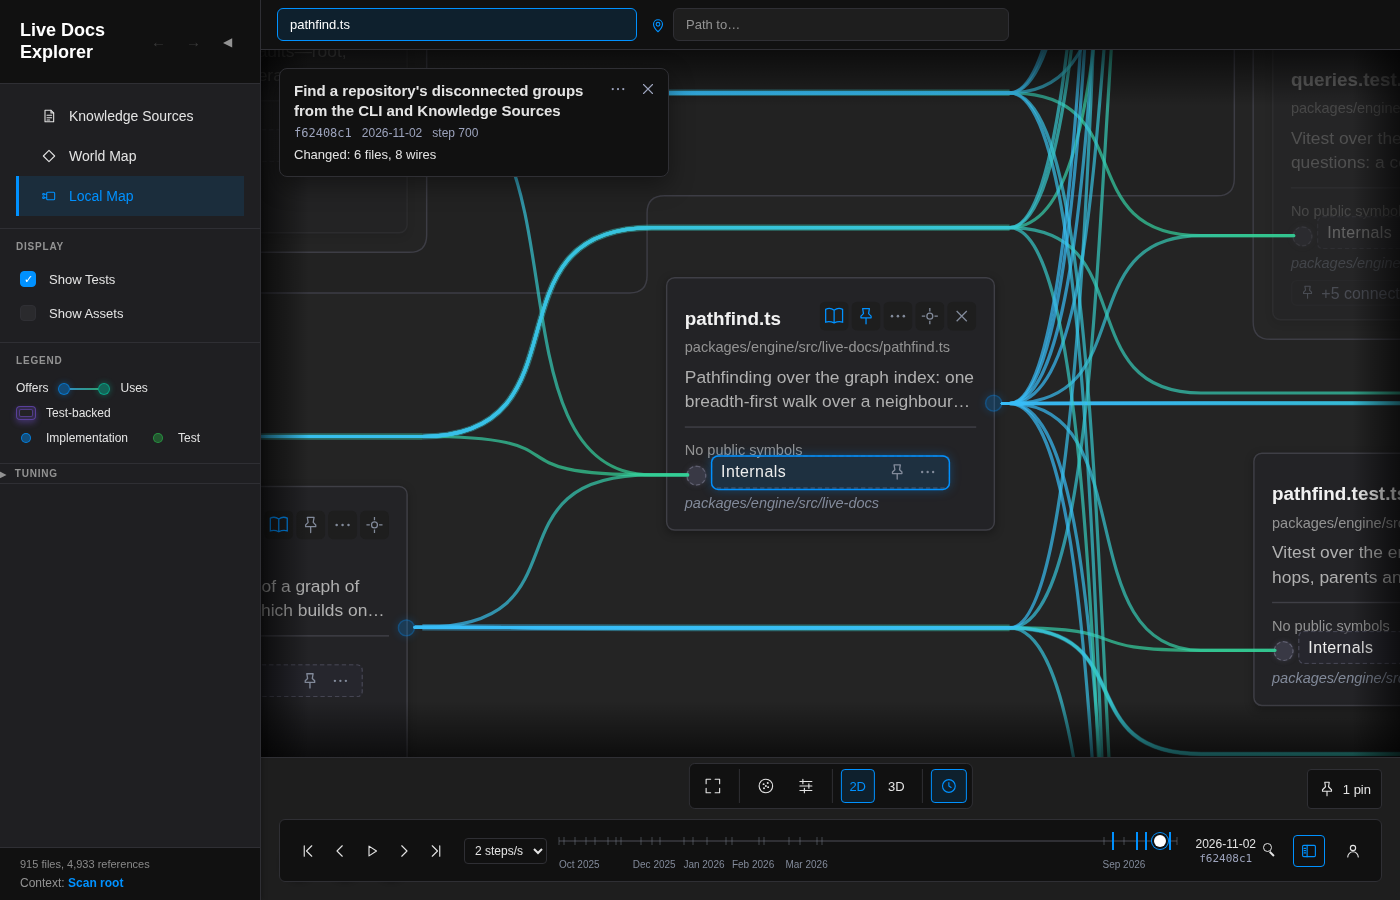 Live Docs
Explorer
pathfind.ts
Path to…
Knowledge Sources
World Map
Local Map
DISPLAY
Show Tests
Show Assets
LEGEND
Offers
Uses
Test-backed
Implementation
Test
TUNING
915 files, 4,933 references
Context: Scan root
Find a repository's disconnected groups
from the CLI and Knowledge Sources
f62408c1 2026-11-02 step 700
Changed: 6 files, 8 wires
pathfind.ts
packages/engine/src/live-docs/pathfind.ts
Pathfinding over the graph index: one
breadth-first walk over a neighbour…
No public symbols
Internals
packages/engine/src/live-docs
of a graph of
hich builds on…
queries.test.
packages/engine
Vitest over the
questions: a
No public symbols
Internals
packages/engine
+5 connect
pathfind.test.ts
packages/engine/src
Vitest over the
hops, parents an
No public symbols
Internals
packages/engine/src
2D
3D
1 pin
2 steps/s
Oct 2025
Dec 2025
Jan 2026
Feb 2026
Mar 2026
Sep 2026
2026-11-02
f62408c1